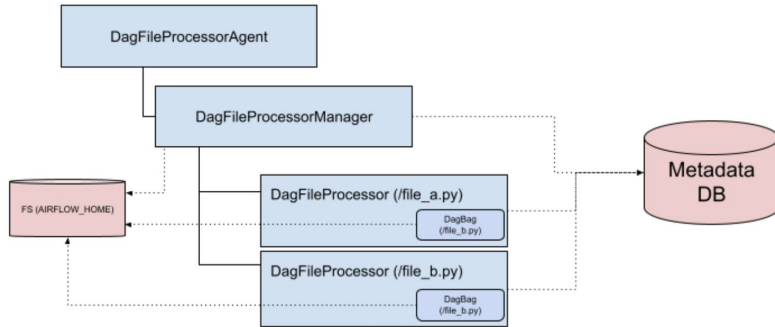 DagFileProcessorAgent
DagFileProcessorManager
Metadata
DB
DagFileProcessor (/file_a.py)
FS (AIRFLOW_HOME)
DagBag
(/file_b.py)
DagFileProcessor (/file_b.py)
DagBag
(/file_b.py)